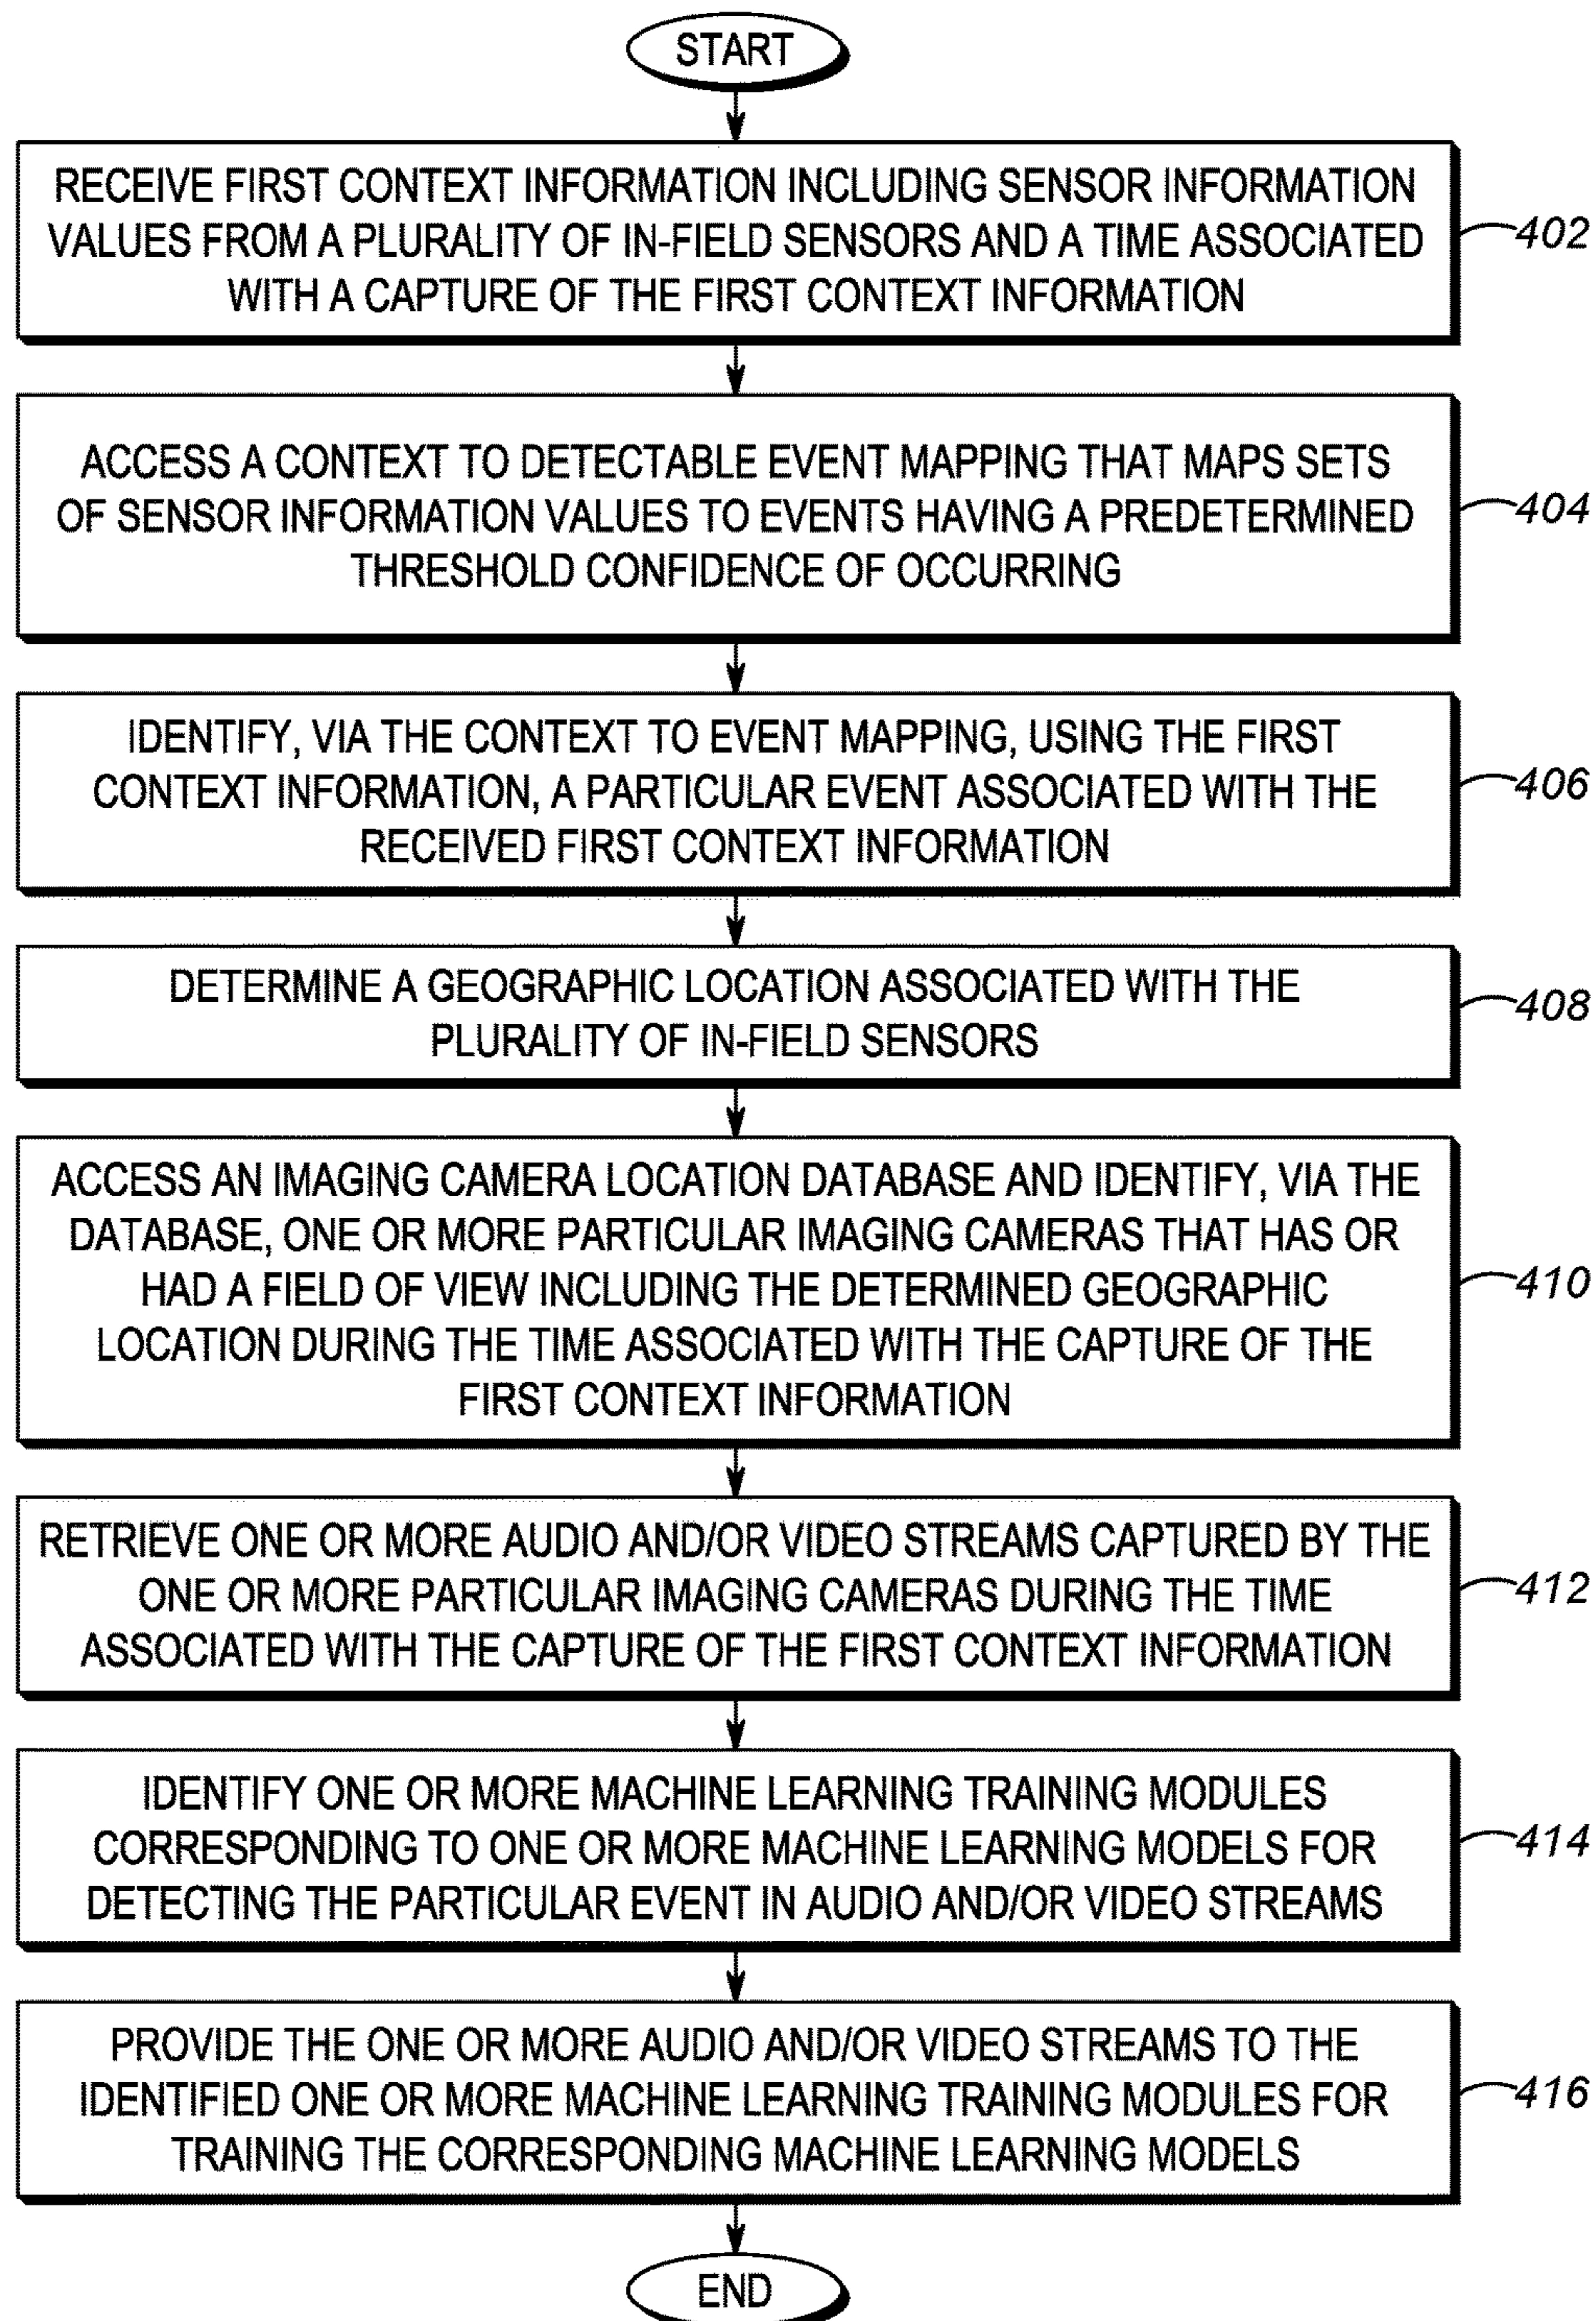 START
RECEIVE FIRST CONTEXT INFORMATION INCLUDING SENSOR INFORMATION
VALUES FROM A PLURALITY OF IN-FIELD SENSORS AND A TIME ASSOCIATED
WITH A CAPTURE OF THE FIRST CONTEXT INFORMATION
402
ACCESS A CONTEXT TO DETECTABLE EVENT MAPPING THAT MAPS SETS
OF SENSOR INFORMATION VALUES TO EVENTS HAVING A PREDETERMINED
THRESHOLD CONFIDENCE OF OCCURRING
404
IDENTIFY, VIA THE CONTEXT TO EVENT MAPPING, USING THE FIRST
CONTEXT INFORMATION, A PARTICULAR EVENT ASSOCIATED WITH THE
RECEIVED FIRST CONTEXT INFORMATION
406
DETERMINE A GEOGRAPHIC LOCATION ASSOCIATED WITH THE
PLURALITY OF IN-FIELD SENSORS
408
ACCESS AN IMAGING CAMERA LOCATION DATABASE AND IDENTIFY, VIA THE
DATABASE, ONE OR MORE PARTICULAR IMAGING CAMERAS THAT HAS OR
HAD A FIELD OF VIEW INCLUDING THE DETERMINED GEOGRAPHIC
LOCATION DURING THE TIME ASSOCIATED WITH THE CAPTURE OF THE
FIRST CONTEXT INFORMATION
410
RETRIEVE ONE OR MORE AUDIO AND/OR VIDEO STREAMS CAPTURED BY THE
ONE OR MORE PARTICULAR IMAGING CAMERAS DURING THE TIME
ASSOCIATED WITH THE CAPTURE OF THE FIRST CONTEXT INFORMATION
412
IDENTIFY ONE OR MORE MACHINE LEARNING TRAINING MODULES
CORRESPONDING TO ONE OR MORE MACHINE LEARNING MODELS FOR
DETECTING THE PARTICULAR EVENT IN AUDIO AND/OR VIDEO STREAMS
414
PROVIDE THE ONE OR MORE AUDIO AND/OR VIDEO STREAMS TO THE
IDENTIFIED ONE OR MORE MACHINE LEARNING TRAINING MODULES FOR
TRAINING THE CORRESPONDING MACHINE LEARNING MODELS
416
END